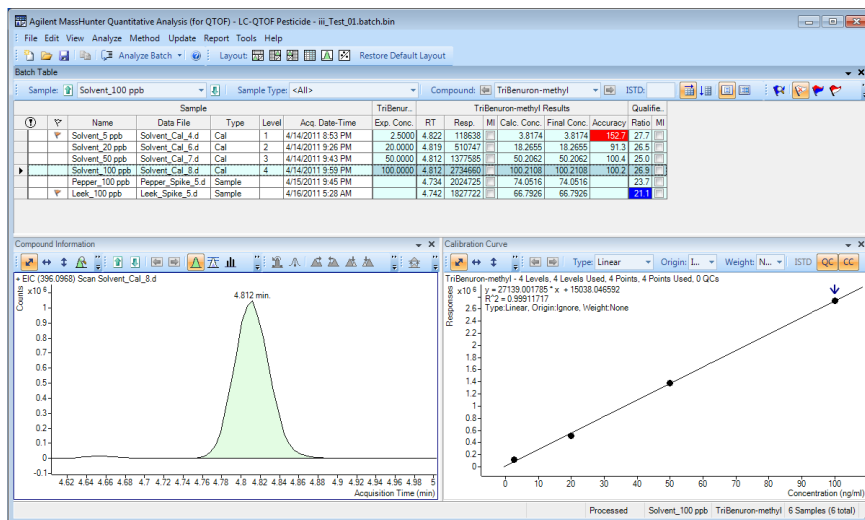 Agilent MassHunter Quantitative Analysis (for QTOF) - LC-QTOF Pesticide - iii_Test_01.batch.bin
File Edit View Analyze Method Update Report Tools Help
Analyze Batch Layout: Restore Default Layout
Batch Table
Sample: Solvent_100 ppb Sample Type: <All> Compound: TriBenuron-methyl ISTD:
Sample TriBenur... TriBenuron-methyl Results Qualifie...
Name Data File Type Level Acq. Date-Time Exp. Conc. RT Resp. MI Calc. Conc. Final Conc. Accuracy Ratio MI
Solvent_5 ppb Solvent_Cal_4.d Cal 1 4/14/2011 8:53 PM 2.5000 4.822 118638 3.8174 3.8174 152.7 27.7
Solvent_20 ppb Solvent_Cal_6.d Cal 2 4/14/2011 9:26 PM 20.0000 4.819 510747 18.2655 18.2655 91.3 26.5
Solvent_50 ppb Solvent_Cal_7.d Cal 3 4/14/2011 9:43 PM 50.0000 4.812 1377585 50.2062 50.2062 100.4 25.0
Solvent_100 ppb Solvent_Cal_8.d Cal 4 4/14/2011 9:59 PM 100.0000 4.812 2734660 100.2108 100.2108 100.2 26.9
Pepper_100 ppb Pepper_Spike_5.d Sample 4/15/2011 9:45 PM 4.734 2024725 74.0516 74.0516 23.7
Leek_100 ppb Leek_Spike_5.d Sample 4/16/2011 5:28 AM 4.742 1827722 66.7926 66.7926 21.1
Compound Information
+ EIC (396.0968) Scan Solvent_Cal_8.d
Counts
x10 6
4.812 min.
1
0.9
0.8
0.7
0.6
0.5
0.4
0.3
0.2
0.1
0
-0.1
4.62 4.64 4.66 4.68 4.7 4.72 4.74 4.76 4.78 4.8 4.82 4.84 4.86 4.88 4.9 4.92 4.94 4.96 4.98 5
Acquisition Time (min)
Calibration Curve
Type: Linear Origin: I... Weight: N... ISTD QC CC
TriBenuron-methyl - 4 Levels, 4 Levels Used, 4 Points, 4 Points Used, 0 QCs
Responses
x10 6
y = 27139.001785 * x + 15038.046592
R^2 = 0.99911717
Type:Linear, Origin:Ignore, Weight:None
2.6
2.4
2.2
2
1.8
1.6
1.4
1.2
1
0.8
0.6
0.4
0.2
0
0 10 20 30 40 50 60 70 80 90 100
Concentration (ng/ml)
Processed Solvent_100 ppb TriBenuron-methyl 6 Samples (6 total)